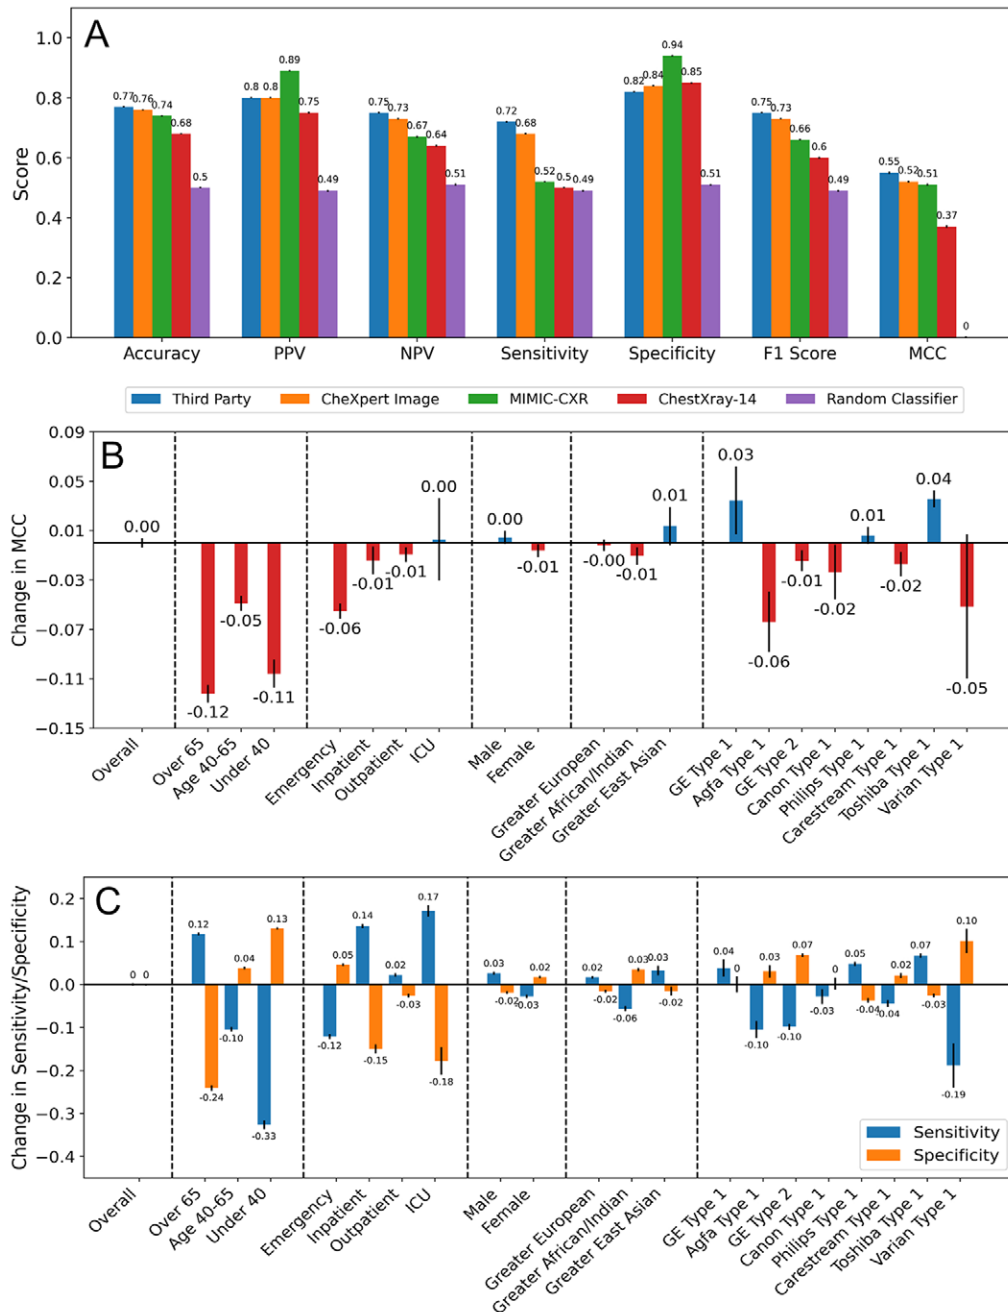 A
1.0
0.8
0.6
0.4
0.2
0.0
Score
0.77 0.76 0.74 0.68 0.5
0.8 0.8 0.89 0.75 0.49
0.75 0.73 0.67 0.64 0.51
0.72 0.68 0.52 0.5 0.49
0.82 0.84 0.94 0.85 0.51
0.75 0.73 0.66 0.6 0.49
0.55 0.52 0.51 0.37 0
Accuracy PPV NPV Sensitivity Specificity F1 Score MCC
Third Party CheXpert Image MIMIC-CXR ChestXray-14 Random Classifier
B
0.09
0.05
0.01
−0.03
−0.07
−0.11
−0.15
Change in MCC
0.00
-0.12 -0.05 -0.11
-0.06 -0.01 -0.01 0.00
0.00 -0.01
-0.00 -0.01 0.01
0.03 -0.06 -0.01 -0.02 0.01 -0.02 0.04 -0.05
Overall
Over 65
Age 40-65
Under 40
Emergency
Inpatient
Outpatient
ICU
Male
Female
Greater European
Greater African/Indian
Greater East Asian
GE Type 1
Agfa Type 1
GE Type 2
Canon Type 1
Philips Type 1
Carestream Type 1
Toshiba Type 1
Varian Type 1
C
0.2
0.1
0.0
−0.1
−0.2
−0.3
−0.4
Change in Sensitivity/Specificity
0 0
0.12 -0.24 -0.10 0.04 -0.33 0.13
-0.12 0.05 0.14 -0.15 0.02 -0.03 0.17 -0.18
0.03 -0.02 -0.03 0.02
0.02 -0.02 -0.06 0.03 0.03 -0.02
0.04 0 -0.10 0.03 -0.10 0.07 -0.03 0 0.05 -0.04 -0.04 0.02 0.07 -0.03 -0.19 0.10
Sensitivity
Specificity
Overall
Over 65
Age 40-65
Under 40
Emergency
Inpatient
Outpatient
ICU
Male
Female
Greater European
Greater African/Indian
Greater East Asian
GE Type 1
Agfa Type 1
GE Type 2
Canon Type 1
Philips Type 1
Carestream Type 1
Toshiba Type 1
Varian Type 1